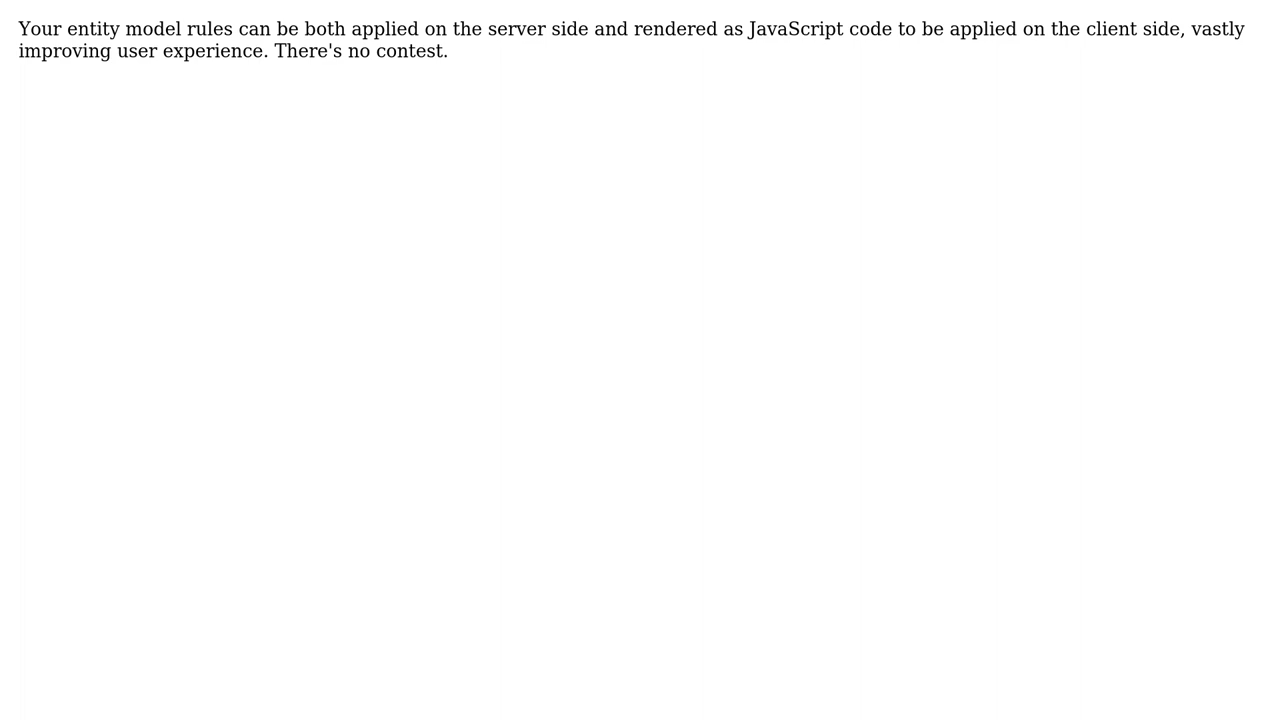 Your entity model rules can be both applied on the server side and rendered as JavaScript code to be applied on the client side, vastly
improving user experience. There's no contest.